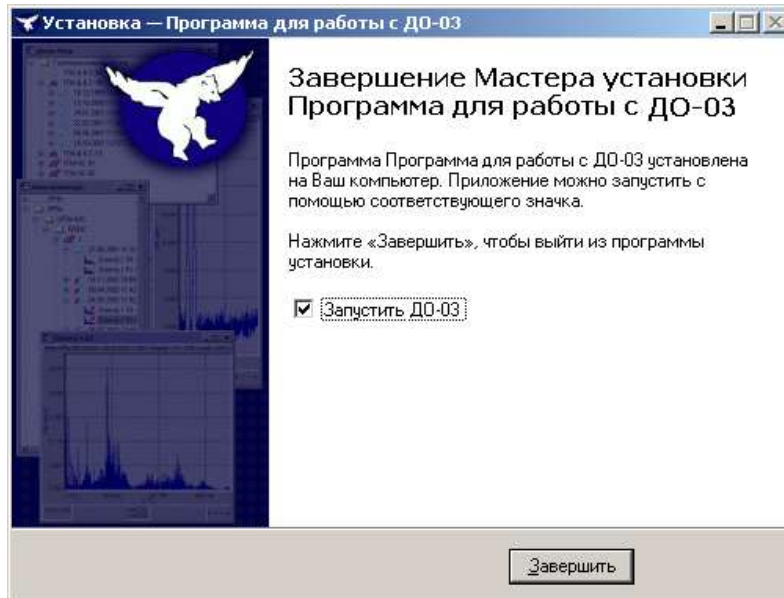 Установка — Программа для работы с ДО-03
Завершение Мастера установки
Программа для работы с ДО-03
Программа Программа для работы с ДО-03 установлена
на Ваш компьютер. Приложение можно запустить с
помощью соответствующего значка.
Нажмите «Завершить», чтобы выйти из программы
установки.
Запустить ДО-03
Завершить